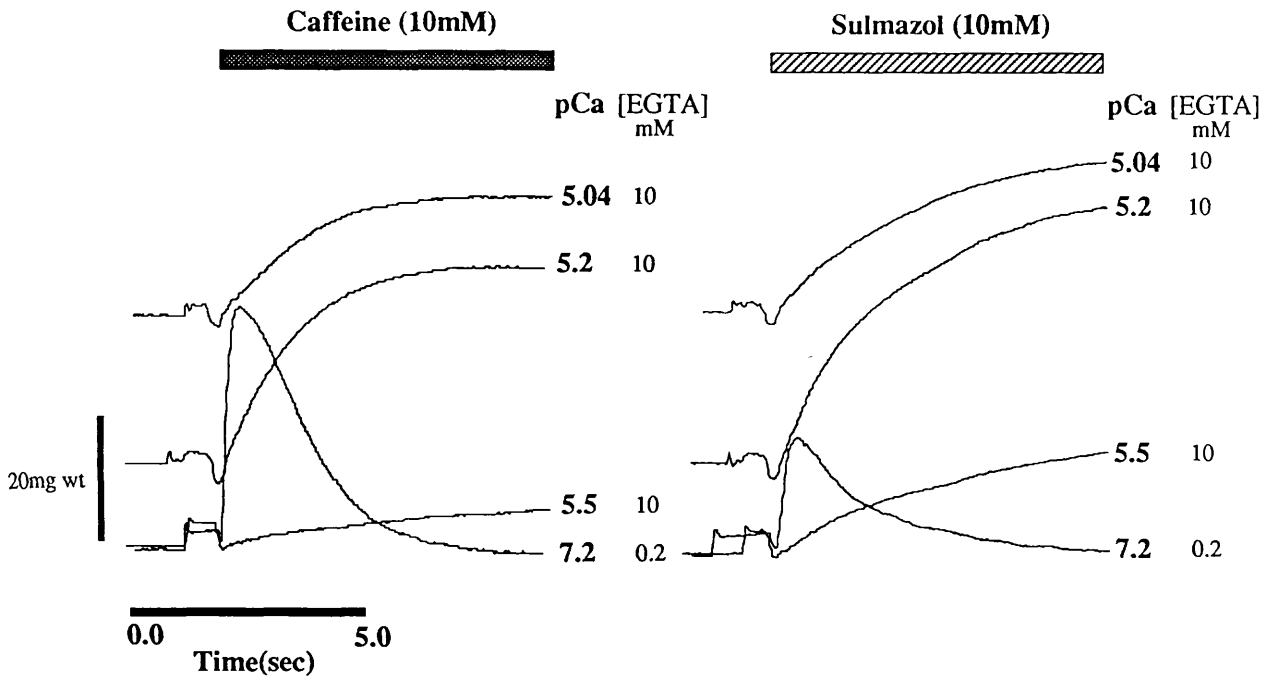 Caffeine (10mM)
Sulmazol (10mM)
pCa [EGTA]
mM
5.04 10
5.2 10
5.5 10
7.2 0.2
pCa [EGTA]
mM
5.04 10
5.2 10
5.5 10
7.2 0.2
20mg wt
0.0 5.0
Time(sec)